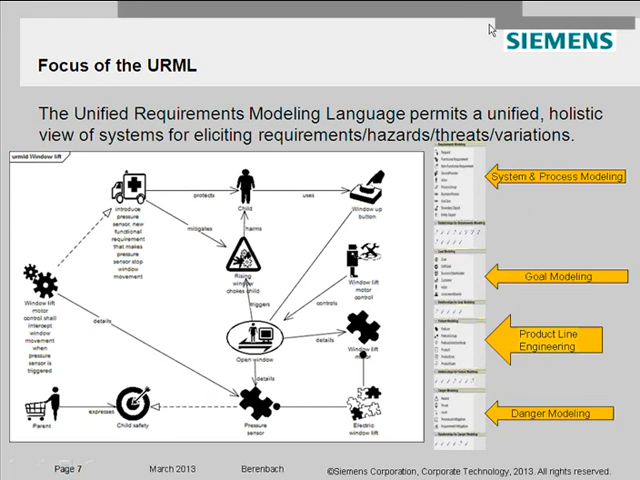 SIEMENS
Focus of the URML
The Unified Requirements Modeling Language permits a unified, holistic
view of systems for eliciting requirements/hazards/threats/variations.
urmld Window lift
protects
uses
introduce
pressure
sensor, new
functional
requirement
that makes
pressure
sensor stop
window
movement
Child
Window up
button
mitigates
harms
Rising
window
chokes child
Window lift
motor
control
triggers
controls
Window lift
motor
control shall
intercept
window
movement
when
pressure
sensor is
triggered
details
Open window
details
Window lift
motor
details
Parent
expresses
Child safety
Pressure
sensor
Electric
window lift
System & Process Modeling
Goal Modeling
Product Line
Engineering
Danger Modeling
Page 7
March 2013
Berenbach
©Siemens Corporation, Corporate Technology, 2013. All rights reserved.